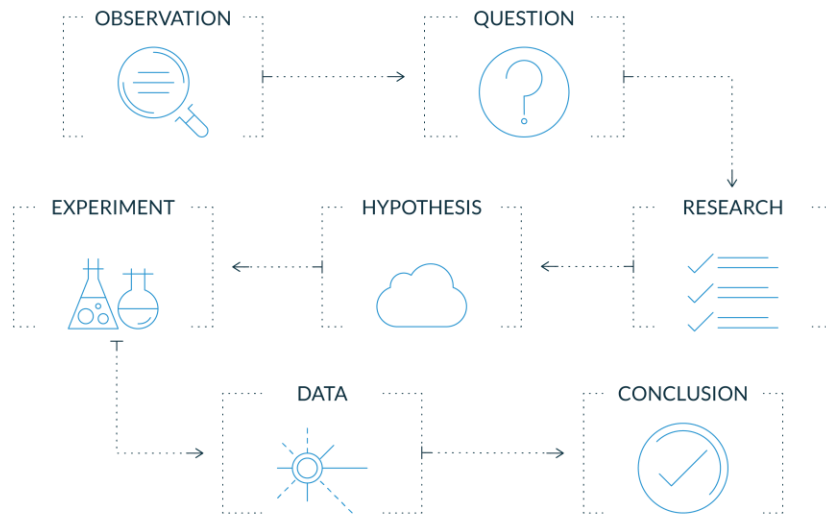 OBSERVATION
QUESTION
RESEARCH
HYPOTHESIS
EXPERIMENT
DATA
CONCLUSION